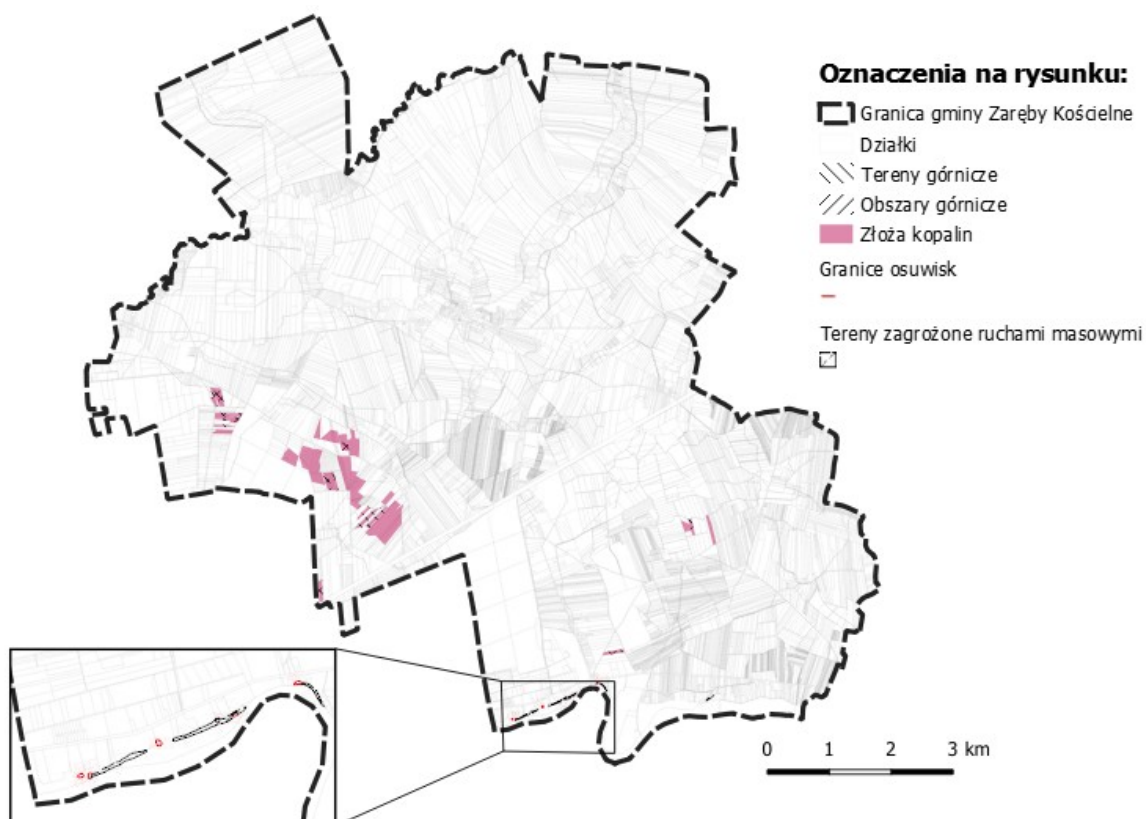 Oznaczenia na rysunku:
Granica gminy Zaręby Kościelne
Działki
Tereny górnicze
Obszary górnicze
Złoża kopalin
Granice osuwisk
Tereny zagrożone ruchami masowymi
0 1 2 3 km